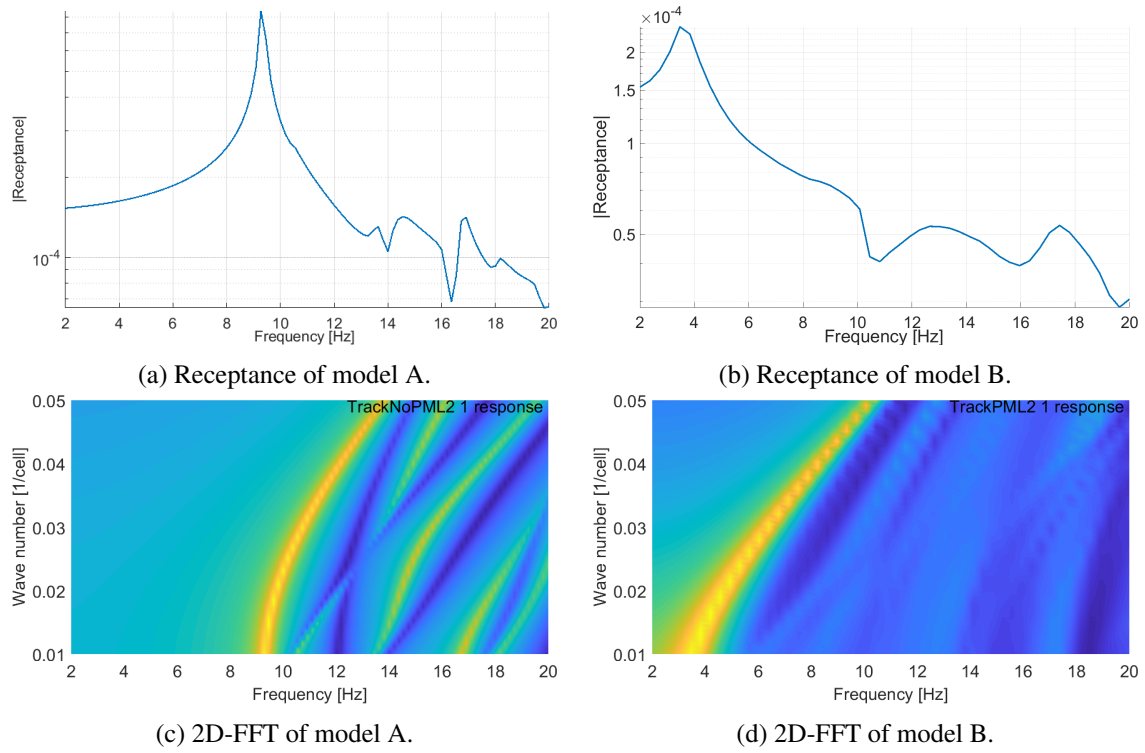 |Receptance|
10⁻⁴
2 4 6 8 10 12 14 16 18 20
Frequency [Hz]
(a) Receptance of model A.
×10⁻⁴
|Receptance|
2
1.5
1
0.5
2 4 6 8 10 12 14 16 18 20
Frequency [Hz]
(b) Receptance of model B.
TrackNoPML2 1 response
Wave number [1/cell]
0.05
0.04
0.03
0.02
0.01
2 4 6 8 10 12 14 16 18 20
Frequency [Hz]
(c) 2D-FFT of model A.
TrackPML2 1 response
Wave number [1/cell]
0.05
0.04
0.03
0.02
0.01
2 4 6 8 10 12 14 16 18 20
Frequency [Hz]
(d) 2D-FFT of model B.